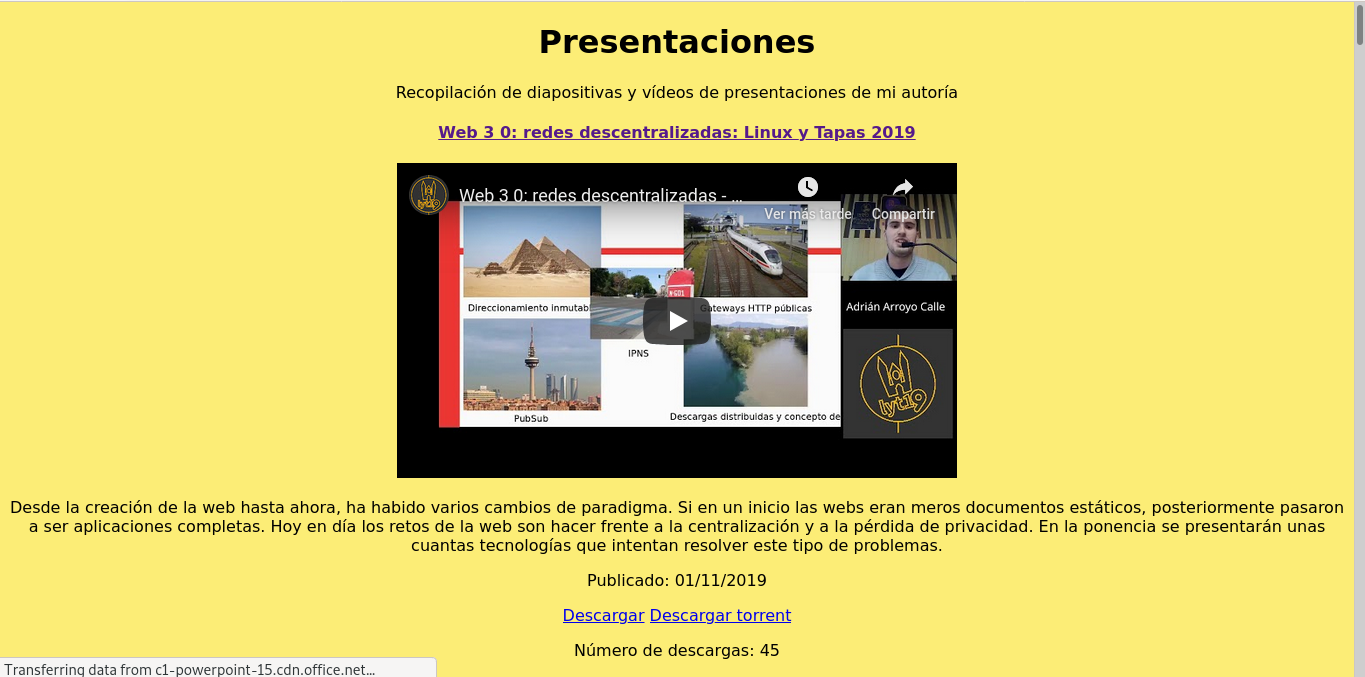 Presentaciones
Recopilación de diapositivas y vídeos de presentaciones de mi autoría
Web 3 0: redes descentralizadas: Linux y Tapas 2019
Web 3 0: redes descentralizadas - ...
Ver más tarde
Compartir
Direccionamiento inmutab
Gateways HTTP públicas
Adrián Arroyo Calle
IPNS
lyt19
PubSub
Descargas distribuidas y concepto de
Desde la creación de la web hasta ahora, ha habido varios cambios de paradigma. Si en un inicio las webs eran meros documentos estáticos, posteriormente pasaron
a ser aplicaciones completas. Hoy en día los retos de la web son hacer frente a la centralización y a la pérdida de privacidad. En la ponencia se presentarán unas
cuantas tecnologías que intentan resolver este tipo de problemas.
Publicado: 01/11/2019
Descargar Descargar torrent
Número de descargas: 45
Transferring data from c1-powerpoint-15.cdn.office.net...